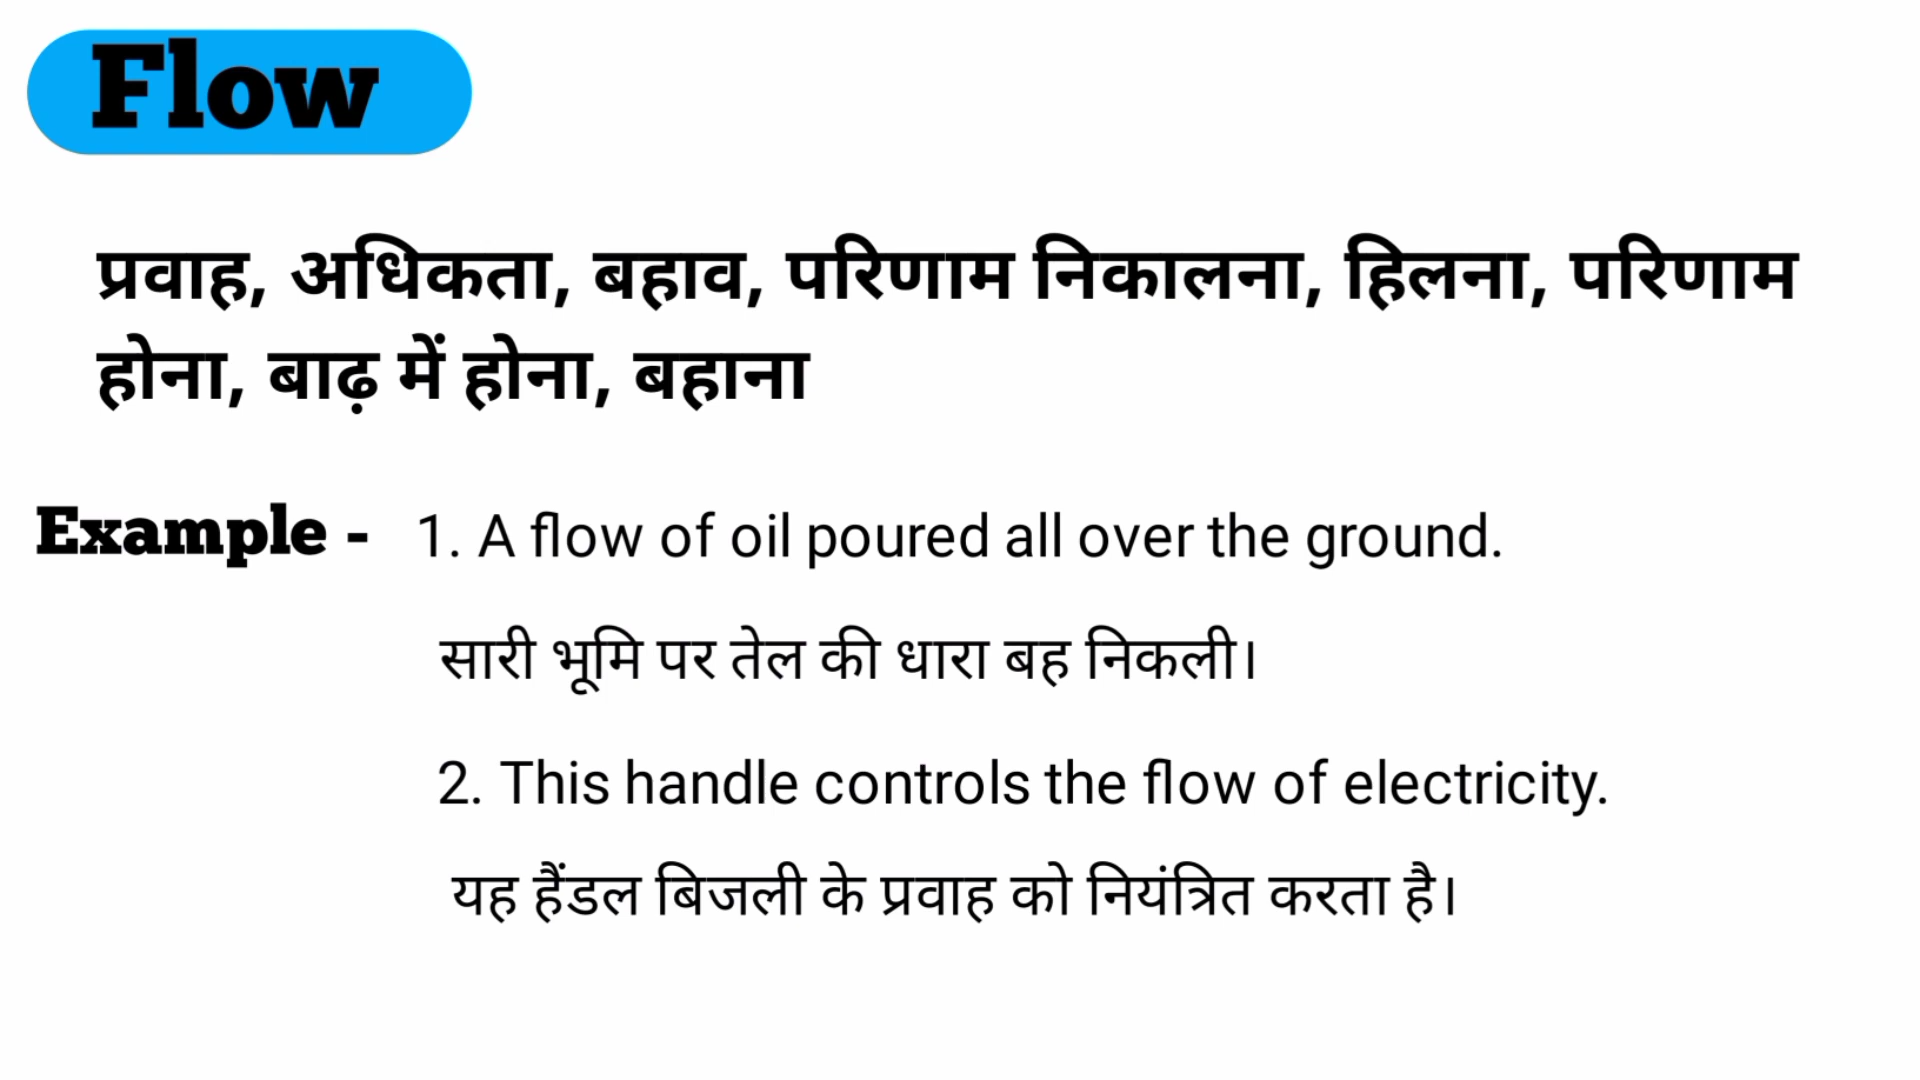 Flow
प्रवाह, अधिकता, बहाव, परिणाम निकालना, हिलना, परिणाम
होना, बाढ़ में होना, बहाना
Example - 1. A flow of oil poured all over the ground.
सारी भूमि पर तेल की धारा बह निकली।
2. This handle controls the flow of electricity.
यह हैंडल बिजली के प्रवाह को नियंत्रित करता है।